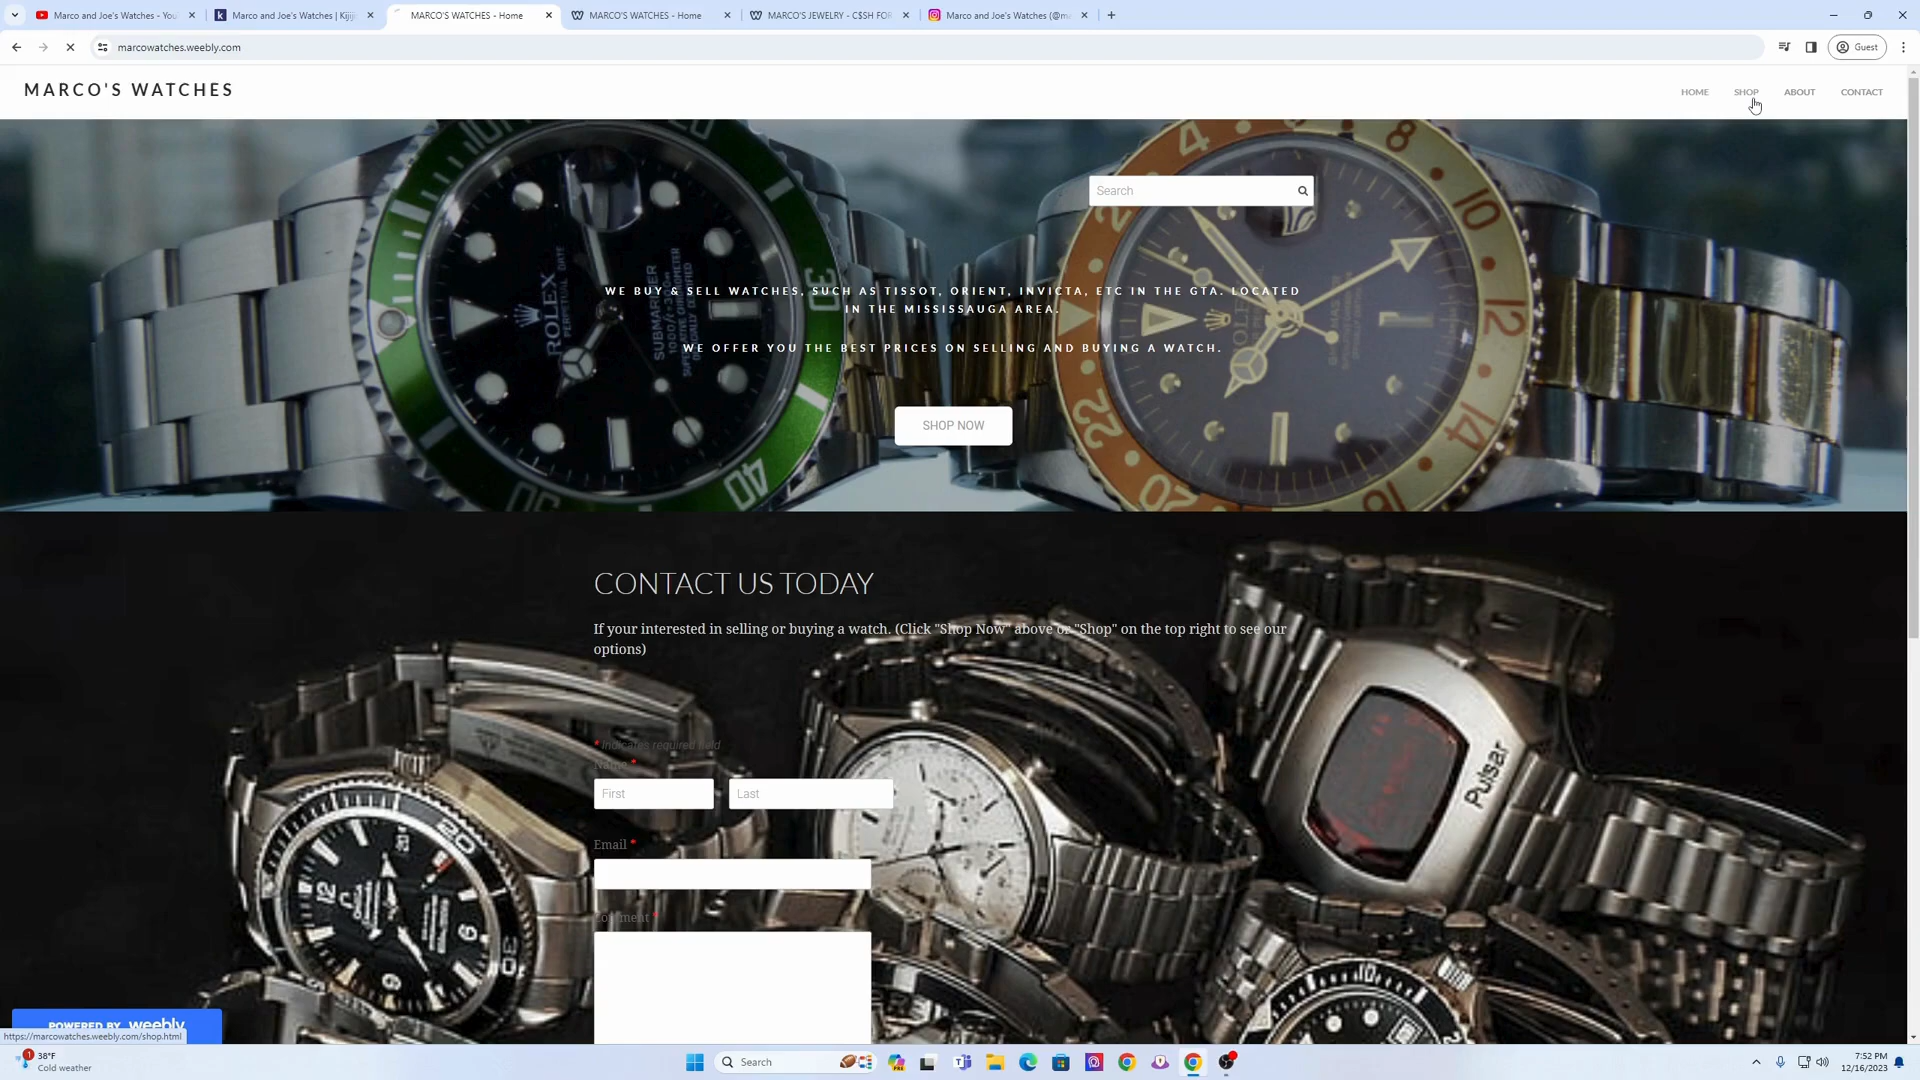 Marco and Joe's Watches - You
Marco and Joe's Watches | Kijiji
MARCO'S WATCHES - Home
MARCO'S WATCHES - Home
MARCO'S JEWELRY - C$SH FOR
Marco and Joe's Watches (@ma
marcowatches.weebly.com
Guest
MARCO'S WATCHES
HOME SHOP ABOUT CONTACT
Search
WE BUY & SELL WATCHES, SUCH AS TISSOT, ORIENT, INVICTA, ETC IN THE GTA. LOCATED
IN THE MISSISSAUGA AREA.
WE OFFER YOU THE BEST PRICES ON SELLING AND BUYING A WATCH.
SHOP NOW
ROLEX
SUBMARINER
CONTACT US TODAY
If your interested in selling or buying a watch. (Click "Shop Now" above or "Shop" on the top right to see our
options)
* Indicates required field
Name *
First
Last
Email *
Comment *
Pulsar
POWERED BY weebly
https://marcowatches.weebly.com/shop.html
1
38°F
Cold weather
Search
7:52 PM
12/16/2023